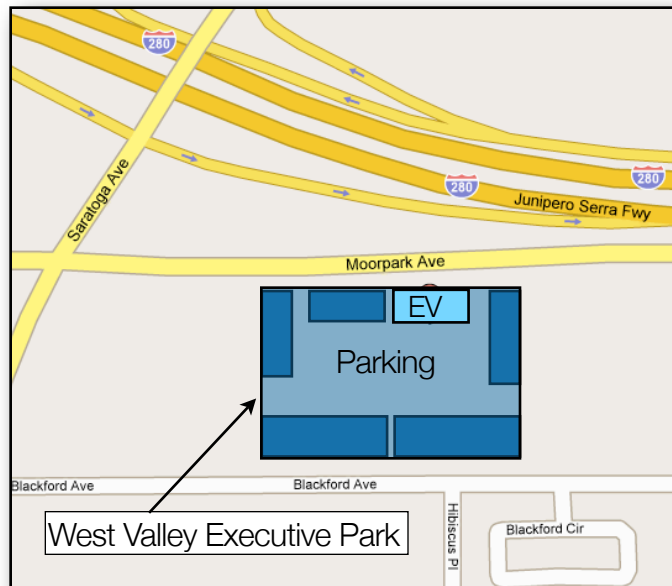 280
Saratoga Ave
280
280
Junipero Serra Fwy
Moorpark Ave
EV
Parking
Blackford Ave
Blackford Ave
Hibiscus Pl
Blackford Cir
West Valley Executive Park